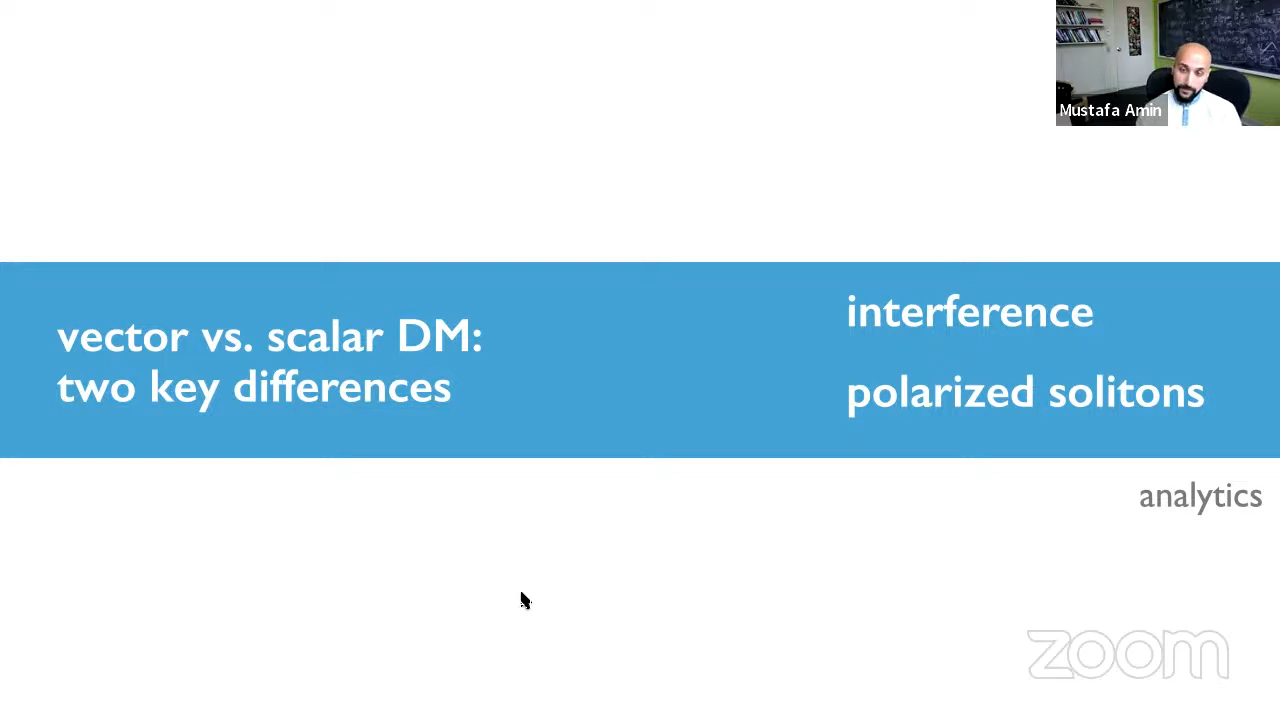 Mustafa Amin
vector vs. scalar DM:
two key differences
interference
polarized solitons
analytics
zoom